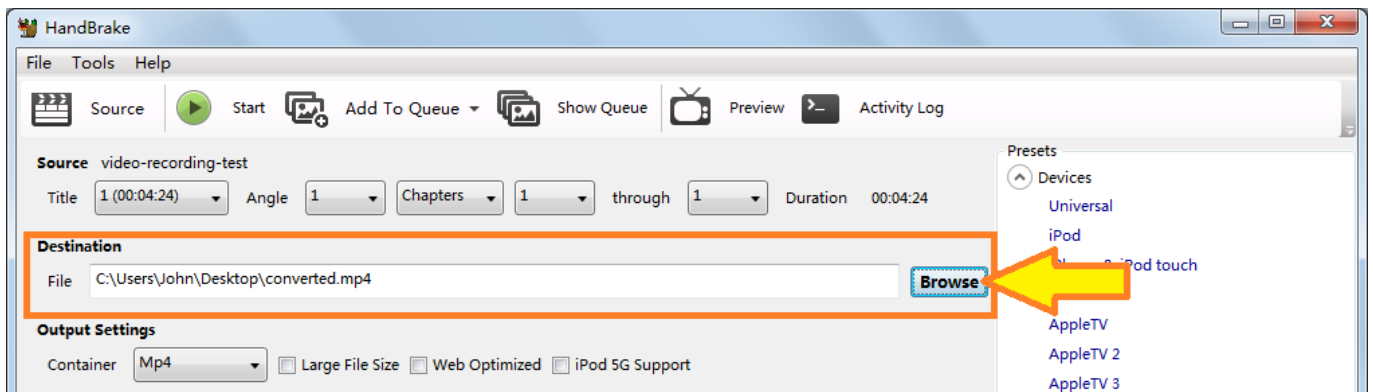 HandBrake
File Tools Help
Source Start Add To Queue Show Queue Preview Activity Log
Source video-recording-test
Title 1 (00:04:24) Angle 1 Chapters 1 through 1 Duration 00:04:24
Destination
File C:\Users\John\Desktop\converted.mp4 Browse
Output Settings
Container Mp4 Large File Size Web Optimized iPod 5G Support
Presets
Devices
Universal
iPod
iPod touch
AppleTV
AppleTV 2
AppleTV 3